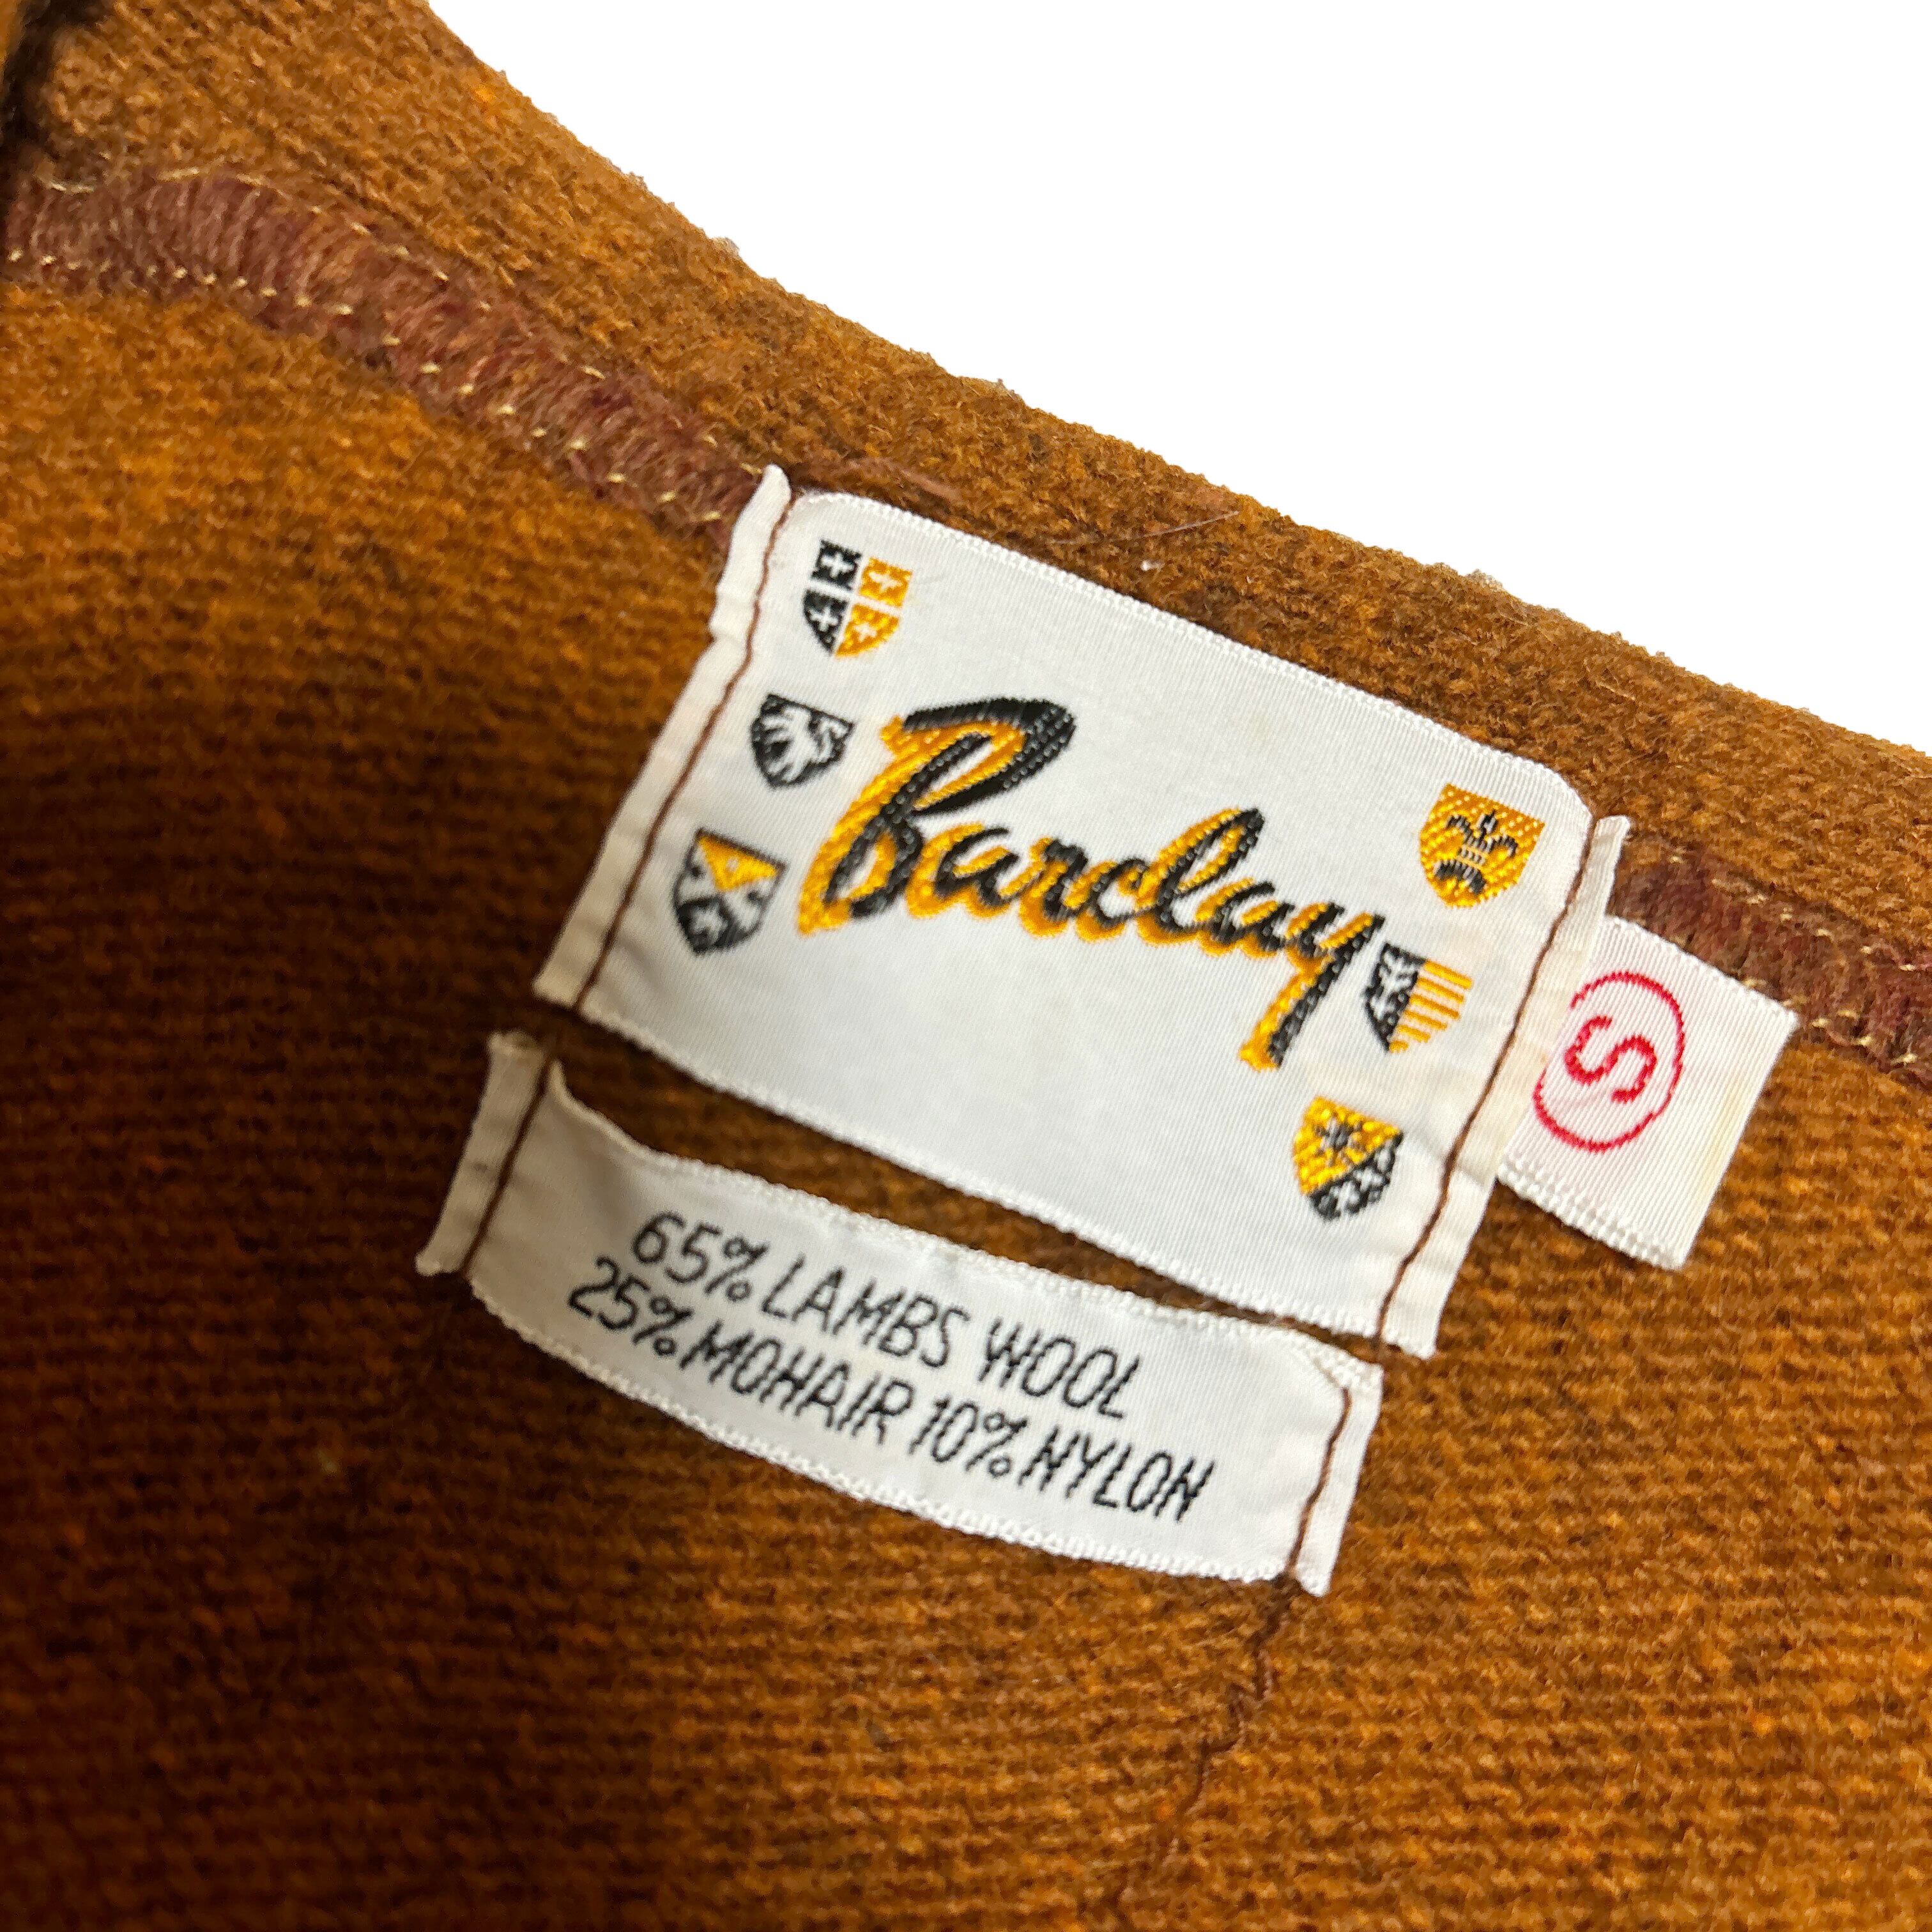 Barclay
S
65% LAMBS WOOL
25% MOHAIR 10% NYLON